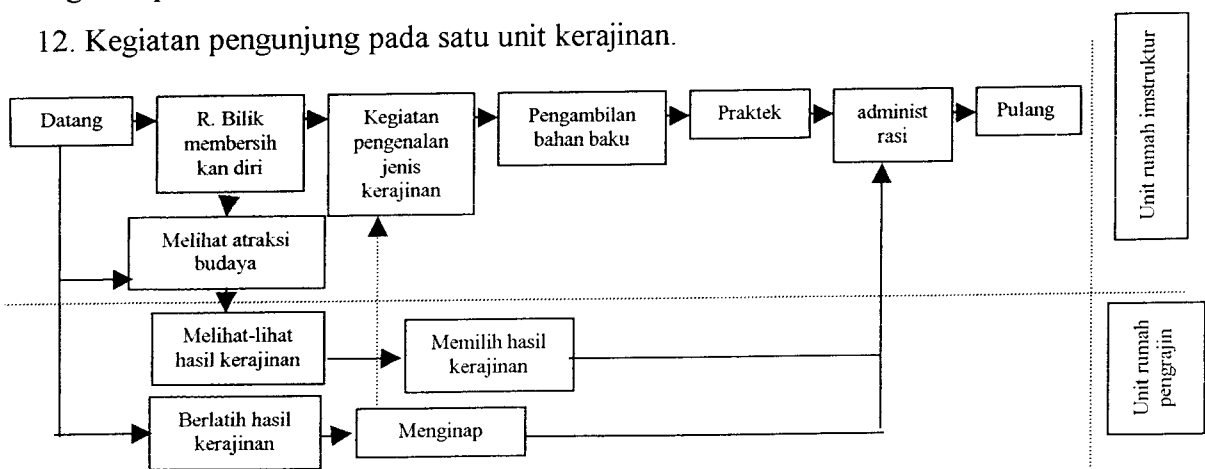 12. Kegiatan pengunjung pada satu unit kerajinan.
Datang
R. Bilik
membersih
kan diri
Kegiatan
pengenalan
jenis
kerajinan
Pengambilan
bahan baku
Praktek
administ
rasi
Pulang
Unit rumah imstruktur
Melihat atraksi
budaya
Melihat-lihat
hasil kerajinan
Memilih hasil
kerajinan
Berlatih hasil
kerajinan
Menginap
Unit rumah
pengrajin